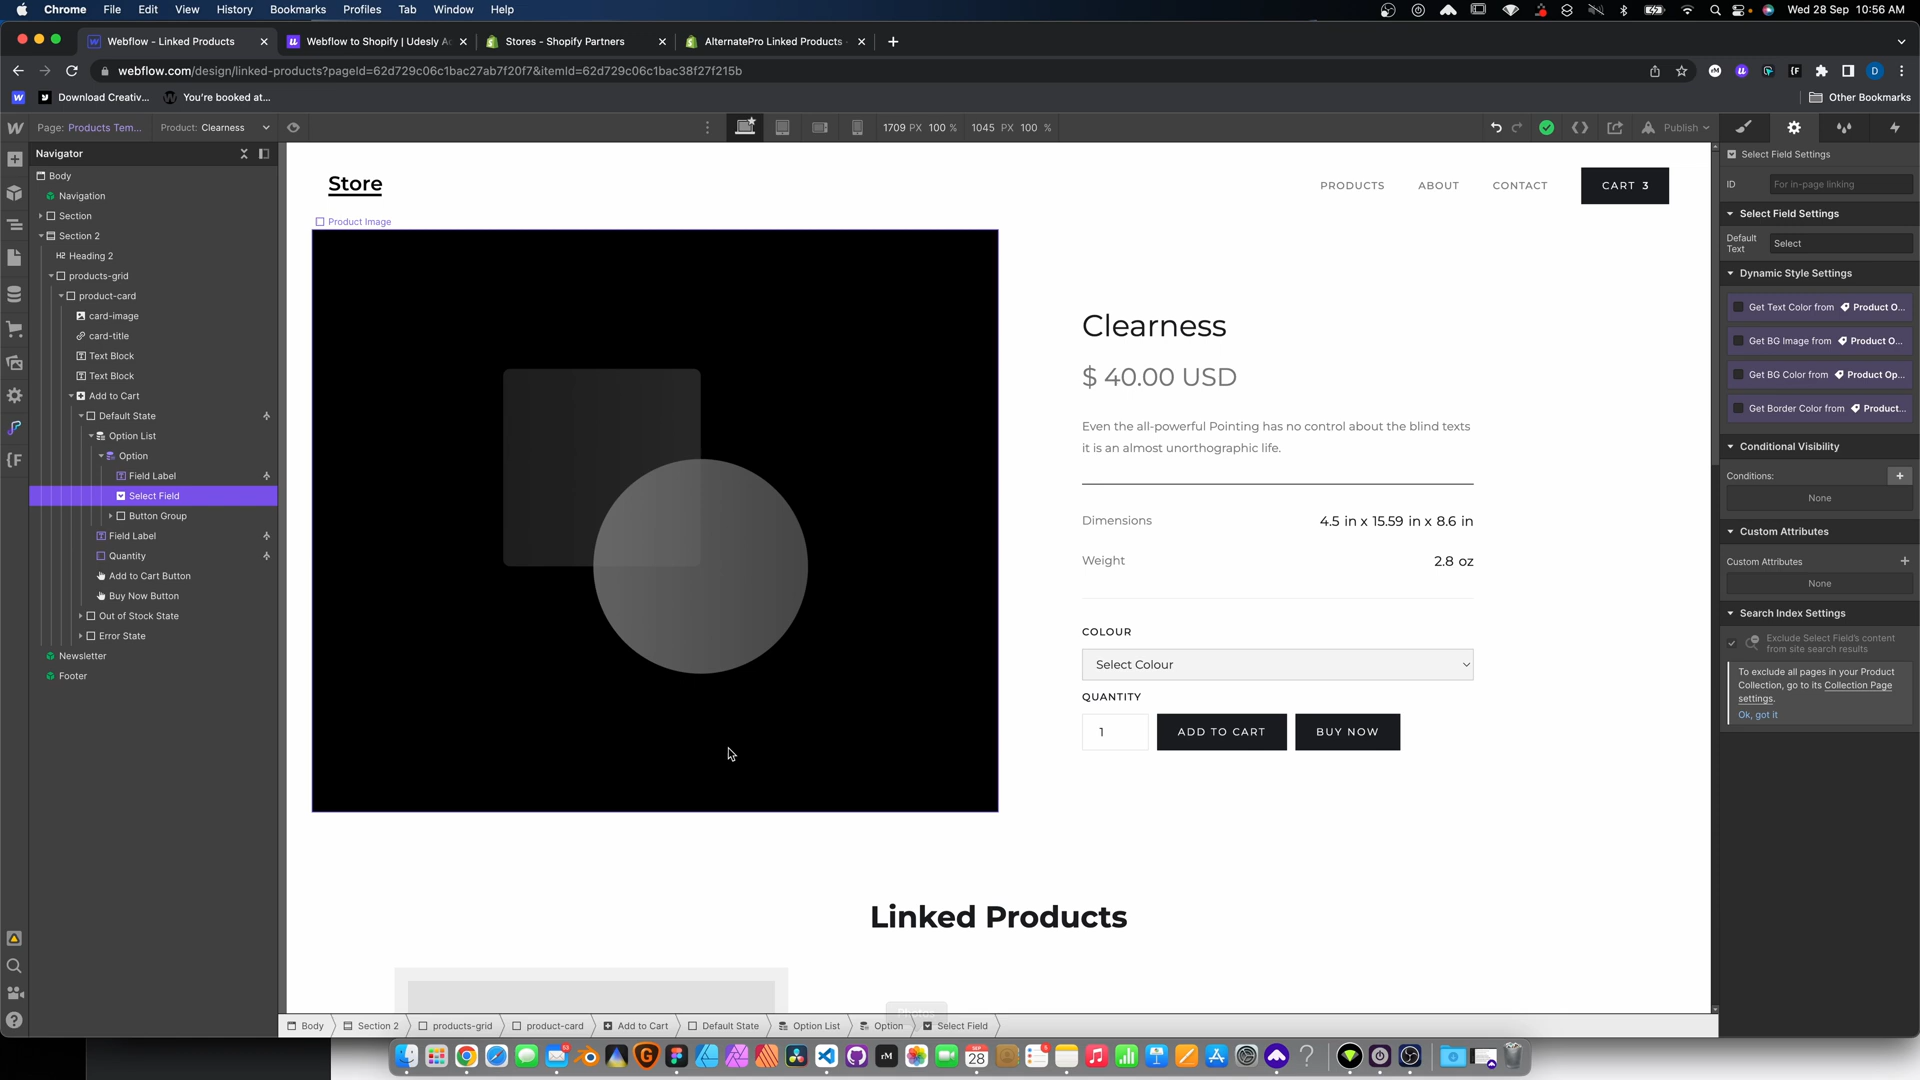 Chrome File Edit View History Bookmarks Profiles Tab Window Help
Wed 28 Sep 10:56 AM
Webflow - Linked Products
Webflow to Shopify | Udesly Ac
Stores - Shopify Partners
AlternatePro Linked Products
webflow.com/design/linked-products?pageId=62d729c06c1bac27ab7f20f7&itemId=62d729c06c1bac38f27f215b
Download Creativ...
You're booked at...
Other Bookmarks
Page: Products Tem...
Product: Clearness
1709 PX 100 %
1045 PX 100 %
Publish
Navigator
Body
Navigation
Section
Section 2
H2 Heading 2
products-grid
product-card
card-image
card-title
Text Block
Text Block
Add to Cart
Default State
Option List
Option
Field Label
Select Field
Button Group
Field Label
Quantity
Add to Cart Button
Buy Now Button
Out of Stock State
Error State
Newsletter
Footer
Store
PRODUCTS ABOUT CONTACT CART 3
Product Image
Clearness
$ 40.00 USD
Even the all-powerful Pointing has no control about the blind texts
it is an almost unorthographic life.
Dimensions 4.5 in x 15.59 in x 8.6 in
Weight 2.8 oz
COLOUR
Select Colour
QUANTITY
1 ADD TO CART BUY NOW
Linked Products
Select Field Settings
ID For in-page linking
Select Field Settings
Default
Text
Select
Dynamic Style Settings
Get Text Color from Product O...
Get BG Image from Product O...
Get BG Color from Product Op...
Get Border Color from Product...
Conditional Visibility
Conditions:
None
Custom Attributes
Custom Attributes
None
Search Index Settings
Exclude Select Field's content
from site search results
To exclude all pages in your Product
Collection, go to its Collection Page
settings.
Ok, got it
Body Section 2 products-grid product-card Add to Cart Default State Option List Option Select Field